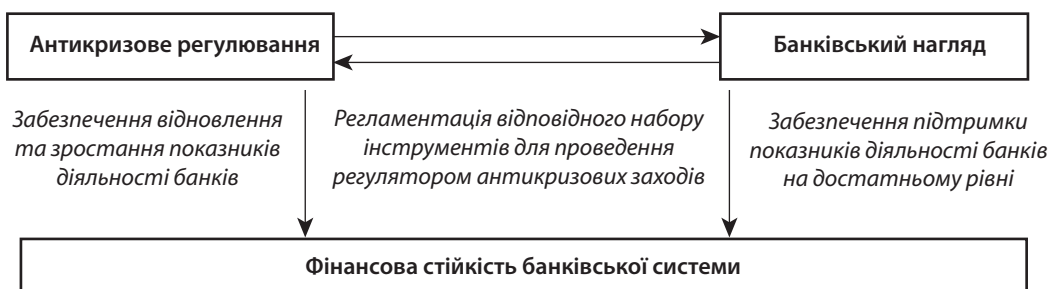 Антикризове регулювання
Банківський нагляд
Забезпечення відновлення
та зростання показників
діяльності банків
Регламентація відповідного набору
інструментів для проведення
регулятором антикризових заходів
Забезпечення підтримки
показників діяльності банків
на достатньому рівні
Фінансова стійкість банківської системи